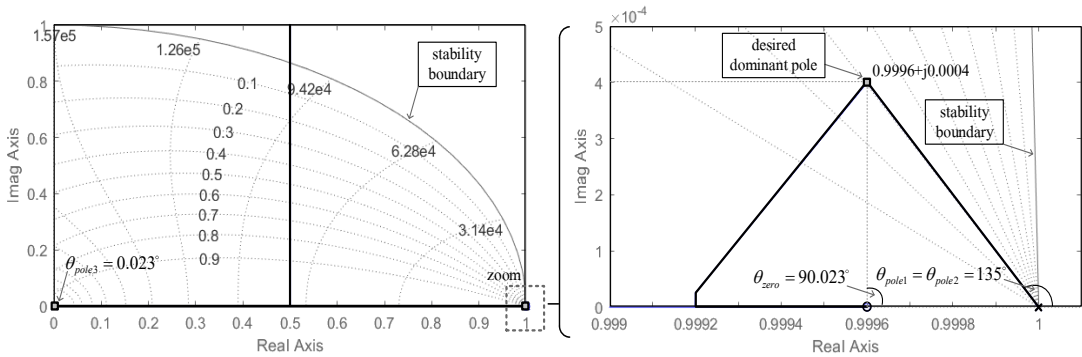 1
0.8
0.6
0.4
0.2
0
Imag Axis
0 0.1 0.2 0.3 0.4 0.5 0.6 0.7 0.8 0.9 1
Real Axis
1.57e5
1.26e5
9.42e4
6.28e4
3.14e4
0.1
0.2
0.3
0.4
0.5
0.6
0.7
0.8
0.9
stability
boundary
θpole3 = 0.023°
zoom
×10-4
5
4
3
2
1
0
Imag Axis
0.999 0.9992 0.9994 0.9996 0.9998 1
Real Axis
desired
dominant pole
0.9996+j0.0004
stability
boundary
θzero = 90.023°
θpole1 = θpole2 = 135°